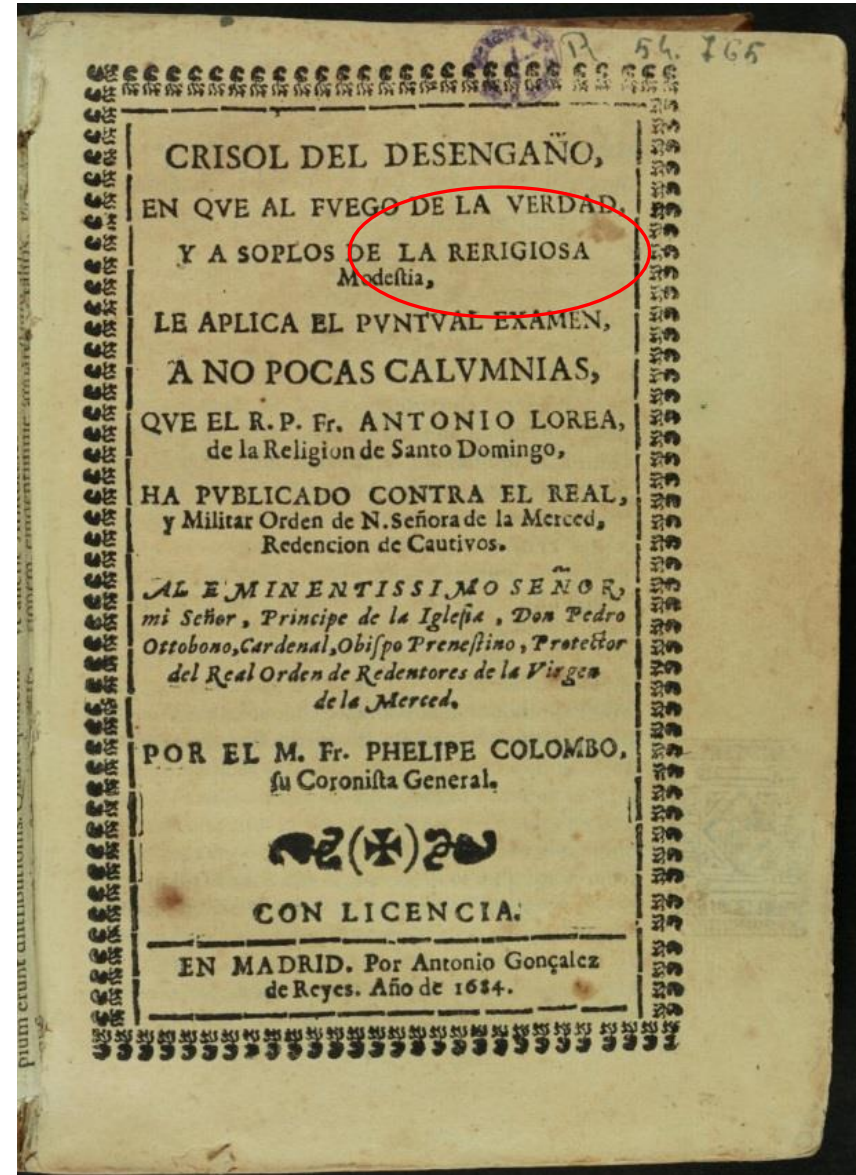 R 54. 765
CRISOL DEL DESENGAÑO,
EN QVE AL FVEGO DE LA VERDAD,
Y A SOPLOS DE LA RERIGIOSA
Modeſtia,
LE APLICA EL PVNTVAL EXAMEN,
A NO POCAS CALVMNIAS,
QVE EL R. P. Fr. ANTONIO LOREA,
de la Religion de Santo Domingo,
HA PVBLICADO CONTRA EL REAL,
y Militar Orden de N. Señora de la Merced,
Redencion de Cautivos.
AL EMINENTISSIMO SEÑOR,
mi Señor, Principe de la Igleſia, Don Pedro
Ottobono, Cardenal, Obiſpo Preneſtino, Protector
del Real Orden de Redentores de la Virgen
de la Merced.
POR EL M. Fr. PHELIPE COLOMBO,
ſu Coroniſta General.
CON LICENCIA.
EN MADRID. Por Antonio Gonçalez
de Reyes. Año de 1684.